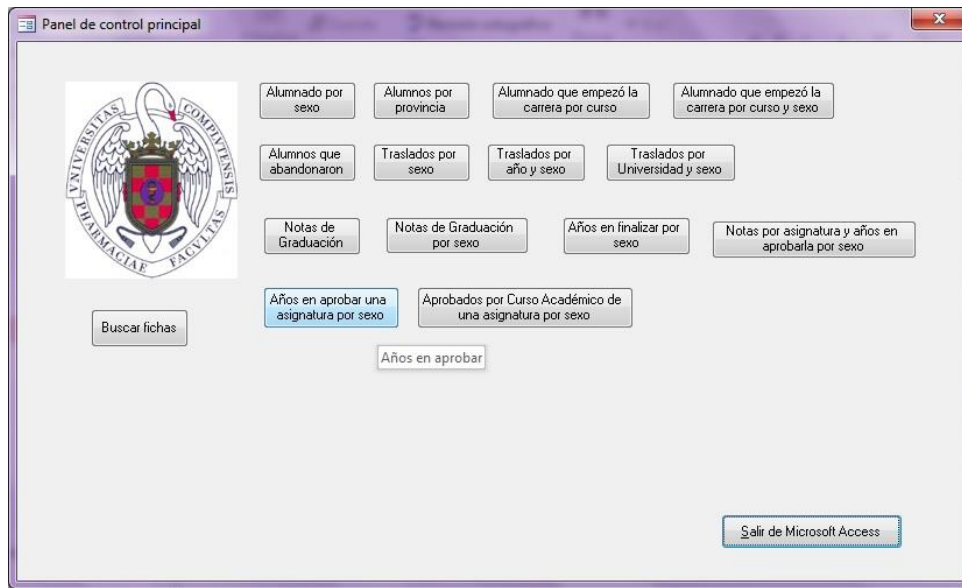 Panel de control principal
Alumnado por
sexo
Alumnos por
provincia
Alumnado que empezó la
carrera por curso
Alumnado que empezó la
carrera por curso y sexo
Alumnos que
abandonaron
Traslados por
sexo
Traslados por
año y sexo
Traslados por
Universidad y sexo
VNIVERSITAS COMPLVTENSIS
PHARMACIAE FACVLTAS
Notas de
Graduación
Notas de Graduación
por sexo
Años en finalizar por
sexo
Notas por asignatura y años en
aprobarla por sexo
Años en aprobar una
asignatura por sexo
Aprobados por Curso Académico de
una asignatura por sexo
Buscar fichas
Años en aprobar
Salir de Microsoft Access